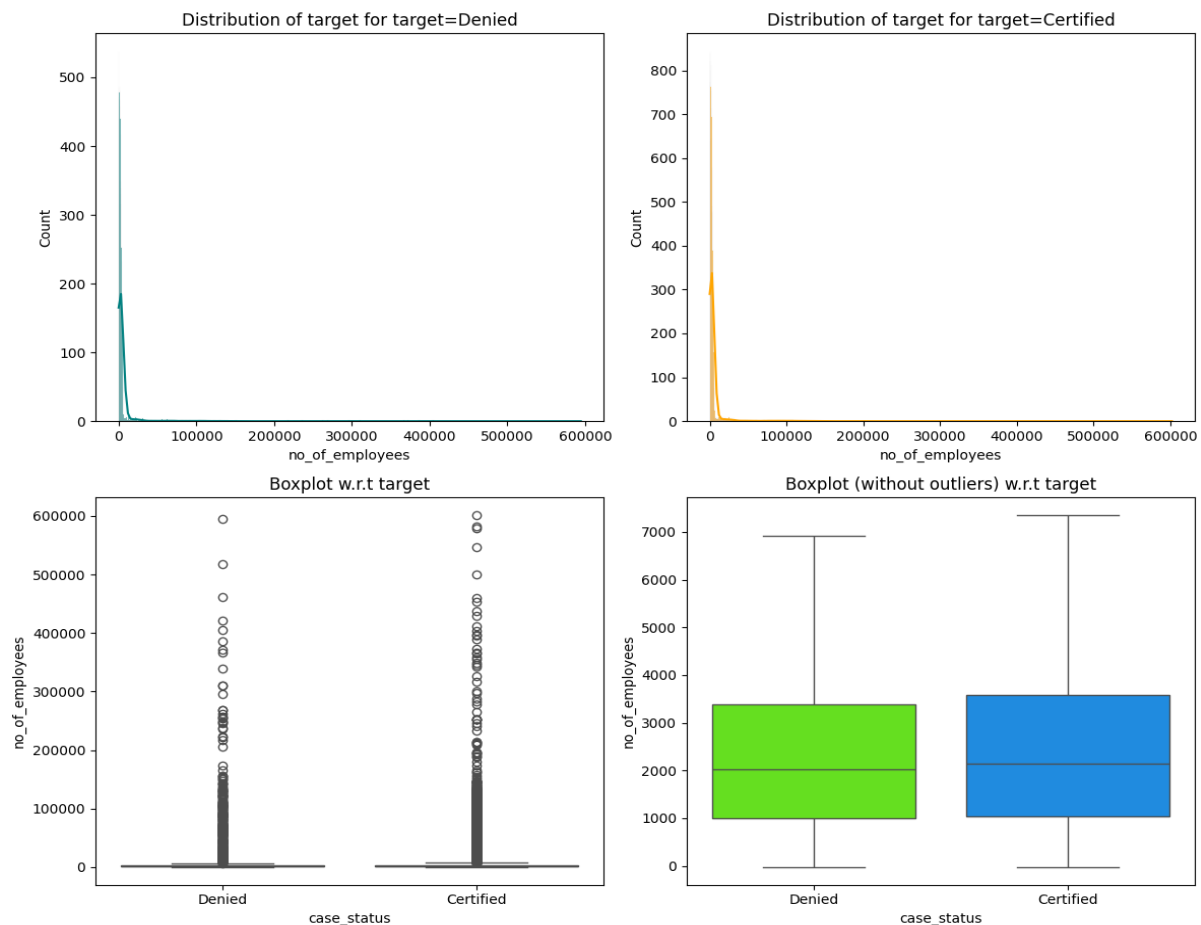 Distribution of target for target=Denied
Count
500
400
300
200
100
0
0 100000 200000 300000 400000 500000 600000
no_of_employees
Distribution of target for target=Certified
Count
800
700
600
500
400
300
200
100
0
0 100000 200000 300000 400000 500000 600000
no_of_employees
Boxplot w.r.t target
no_of_employees
600000
500000
400000
300000
200000
100000
0
Denied Certified
case_status
Boxplot (without outliers) w.r.t target
no_of_employees
7000
6000
5000
4000
3000
2000
1000
0
Denied Certified
case_status